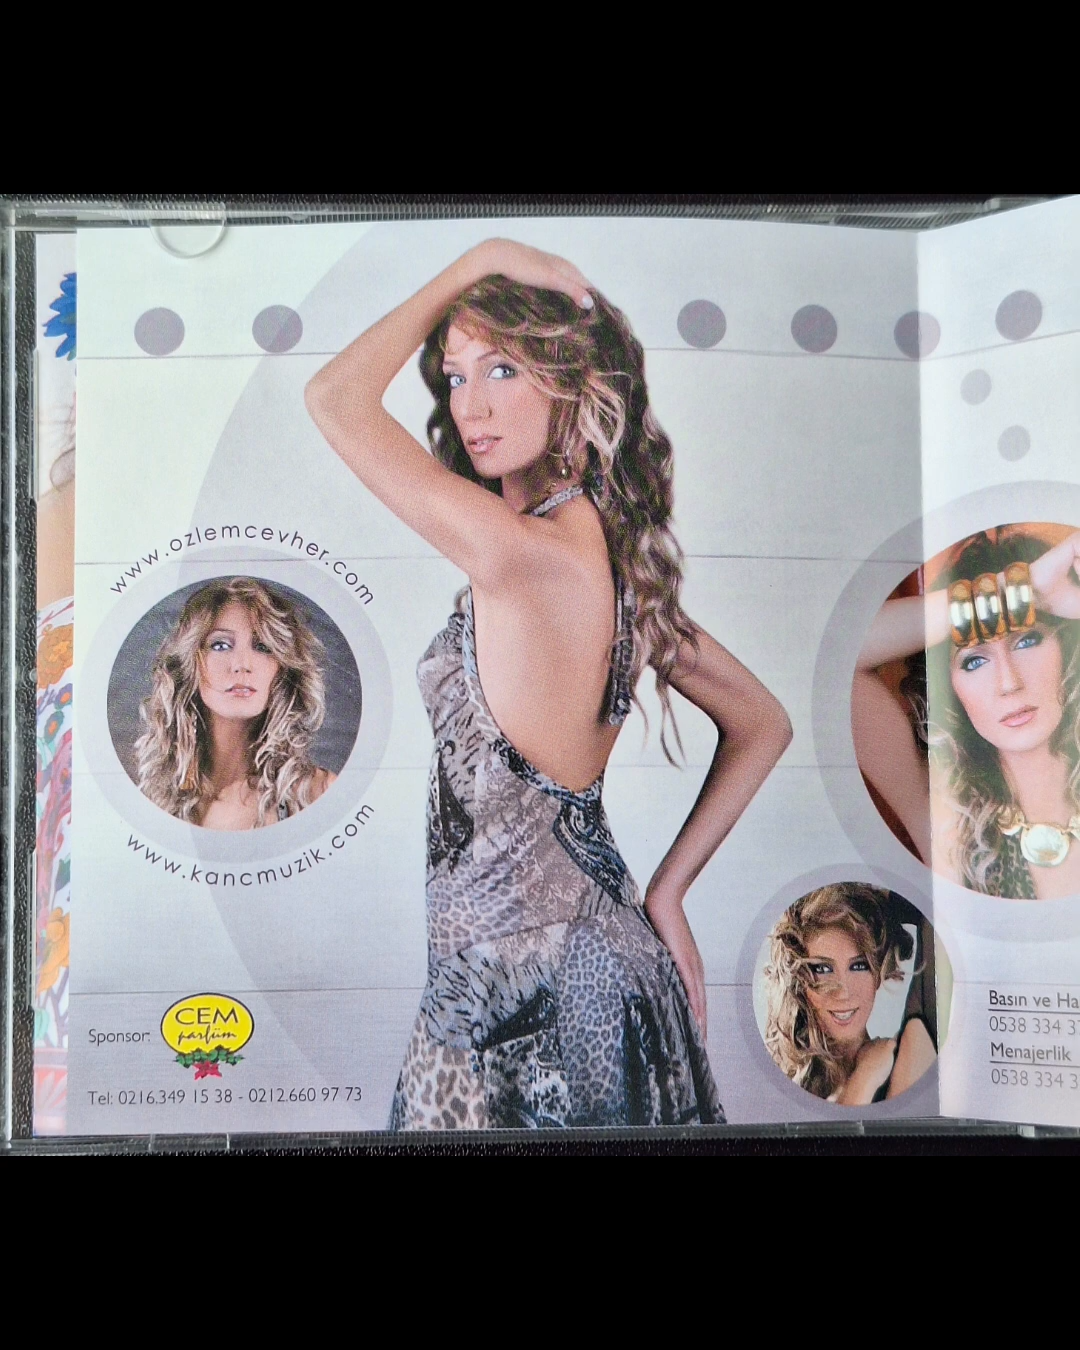 www.ozlemcevher.com
www.kancmuzik.com
Sponsor:
CEM
parfüm
Tel: 0216.349 15 38 - 0212.660 97 73
Basın ve Ha
0538 334 3
Menajerlik
0538 334 3